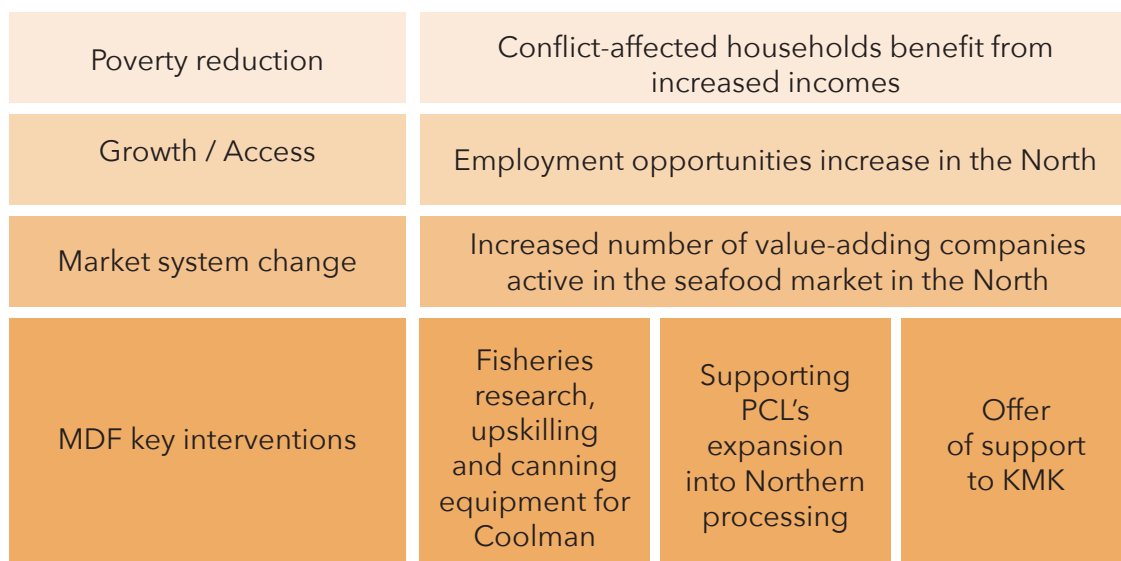 Poverty reduction
Conflict-affected households benefit from
increased incomes
Growth / Access
Employment opportunities increase in the North
Market system change
Increased number of value-adding companies
active in the seafood market in the North
MDF key interventions
Fisheries
research,
upskilling
and canning
equipment for
Coolman
Supporting
PCL’s
expansion
into Northern
processing
Offer
of support
to KMK